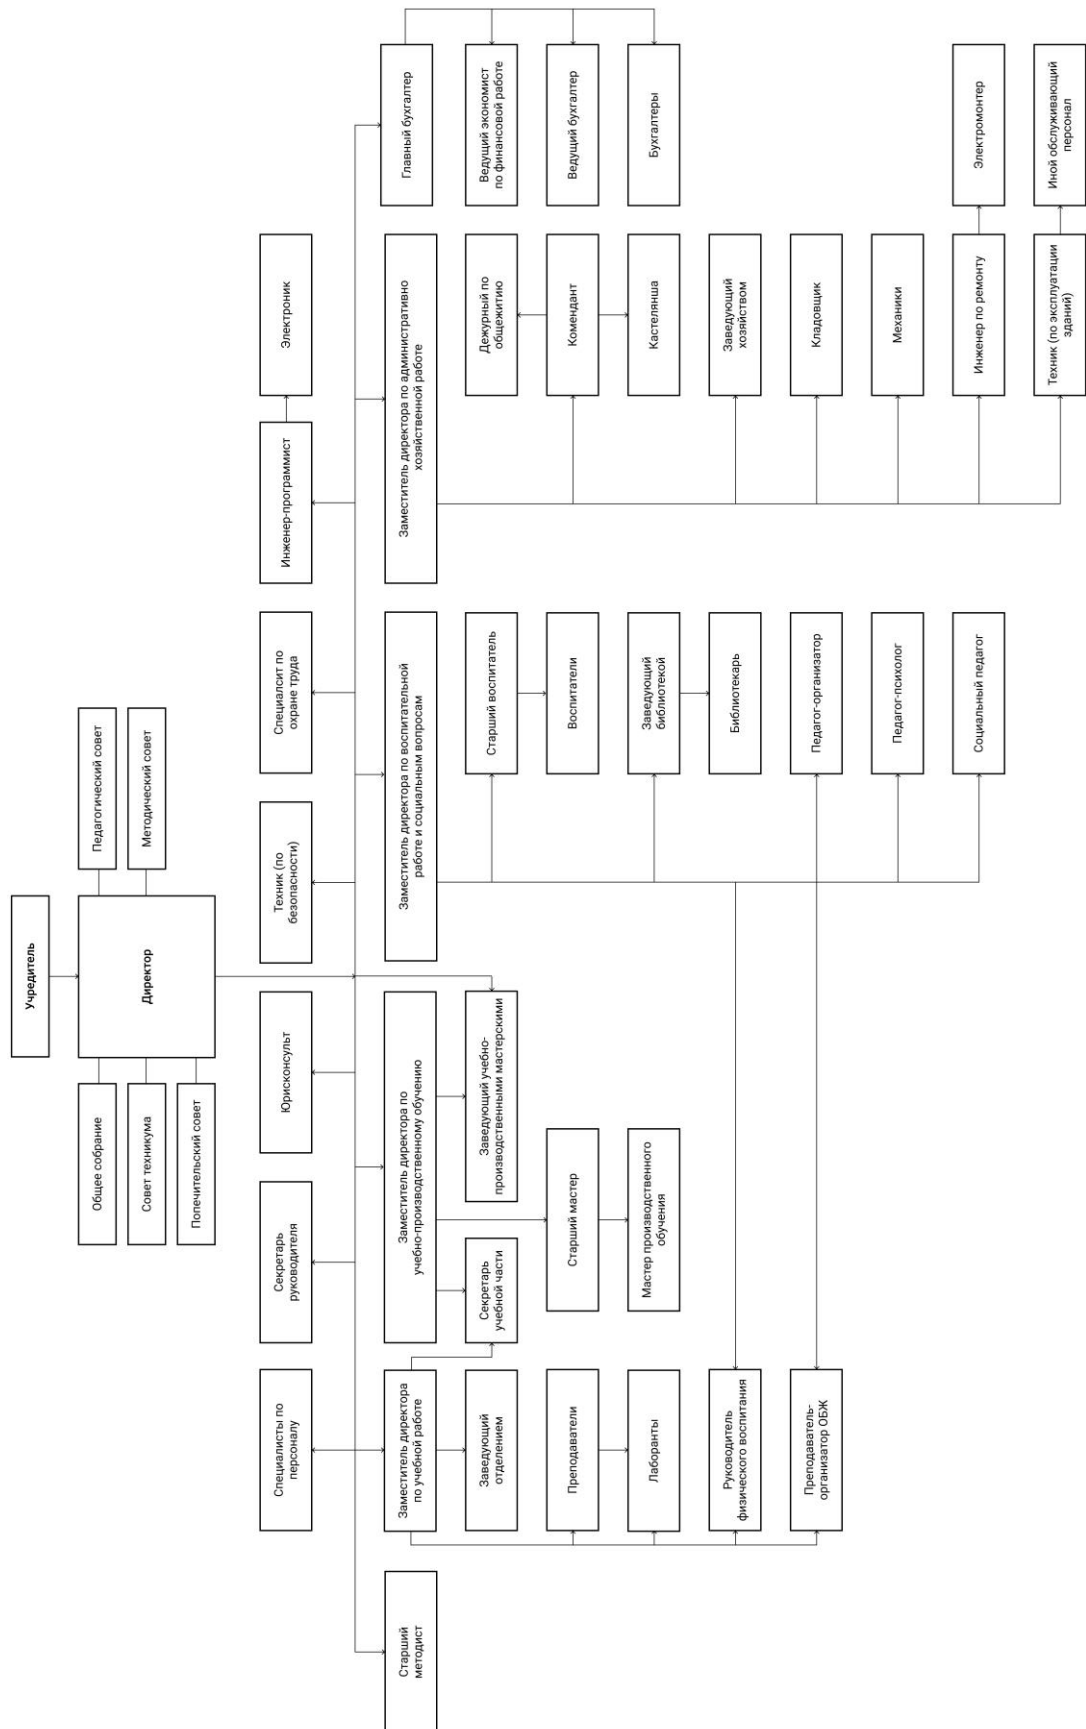 Учредитель
Директор
Общее собрание
Совет техникума
Попечительский совет
Педагогический совет
Методический совет
Специалисты по
персоналу
Секретарь
руководителя
Юрисконсульт
Техник (по
безопасности)
Специалсит по
охране труда
Инженер-программист
Электроник
Старший
методист
Заместитель директора
по учебной работе
Заместитель директора по
учебно-производственному обучению
Заместитель директора по воспитательной
работе и социальным вопросам
Заместитель директора по административно
хозяйственной работе
Главный бухгалтер
Заведующий
отделением
Преподаватели
Лаборанты
Руководитель
физического воспитания
Преподаватель-
организатор ОБЖ
Секретарь
учебной части
Заведующий учебно-
производственными мастерскими
Старший мастер
Мастер производственного
обучения
Старший воспитатель
Воспитатели
Заведующий
библиотекой
Библиотекарь
Педагог-организатор
Педагог-психолог
Социальный педагог
Дежурный по
общежитию
Комендант
Кастелянша
Заведующий
хозяйством
Кладовщик
Механики
Инженер по ремонту
Техник (по эксплуатации
зданий)
Электромонтер
Иной обслуживающий
персонал
Ведущий экономист
по финансовой работе
Ведущий бухгалтер
Бухгалтеры